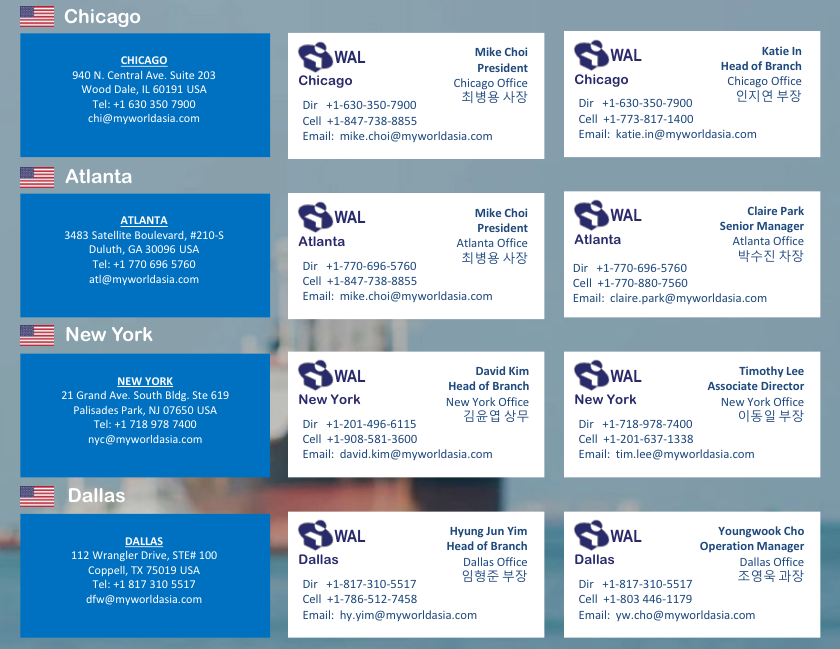 Chicago
CHICAGO
940 N. Central Ave. Suite 203
Wood Dale, IL 60191 USA
Tel: +1 630 350 7900
chi@myworldasia.com
WAL
Chicago
Mike Choi
President
Chicago Office
최병용 사장
Dir +1-630-350-7900
Cell +1-847-738-8855
Email: mike.choi@myworldasia.com
WAL
Chicago
Katie In
Head of Branch
Chicago Office
인지연 부장
Dir +1-630-350-7900
Cell +1-773-817-1400
Email: katie.in@myworldasia.com
Atlanta
ATLANTA
3483 Satellite Boulevard, #210-S
Duluth, GA 30096 USA
Tel: +1 770 696 5760
atl@myworldasia.com
WAL
Atlanta
Mike Choi
President
Atlanta Office
최병용 사장
Dir +1-770-696-5760
Cell +1-847-738-8855
Email: mike.choi@myworldasia.com
WAL
Atlanta
Claire Park
Senior Manager
Atlanta Office
박수진 차장
Dir +1-770-696-5760
Cell +1-770-880-7560
Email: claire.park@myworldasia.com
New York
NEW YORK
21 Grand Ave. South Bldg. Ste 619
Palisades Park, NJ 07650 USA
Tel: +1 718 978 7400
nyc@myworldasia.com
WAL
New York
David Kim
Head of Branch
New York Office
김윤엽 상무
Dir +1-201-496-6115
Cell +1-908-581-3600
Email: david.kim@myworldasia.com
WAL
New York
Timothy Lee
Associate Director
New York Office
이동일 부장
Dir +1-718-978-7400
Cell +1-201-637-1338
Email: tim.lee@myworldasia.com
Dallas
DALLAS
112 Wrangler Drive, STE# 100
Coppell, TX 75019 USA
Tel: +1 817 310 5517
dfw@myworldasia.com
WAL
Dallas
Hyung Jun Yim
Head of Branch
Dallas Office
임형준 부장
Dir +1-817-310-5517
Cell +1-786-512-7458
Email: hy.yim@myworldasia.com
WAL
Dallas
Youngwook Cho
Operation Manager
Dallas Office
조영욱 과장
Dir +1-817-310-5517
Cell +1-803 446-1179
Email: yw.cho@myworldasia.com